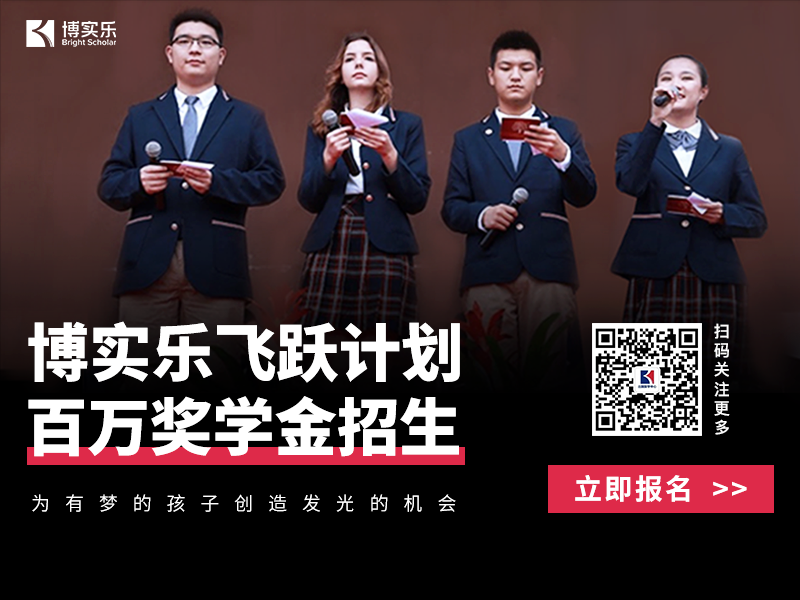 博实乐
Bright Scholar
博实乐飞跃计划
百万奖学金招生
为有梦的孩子创造发光的机会
扫码关注更多
立即报名 >>